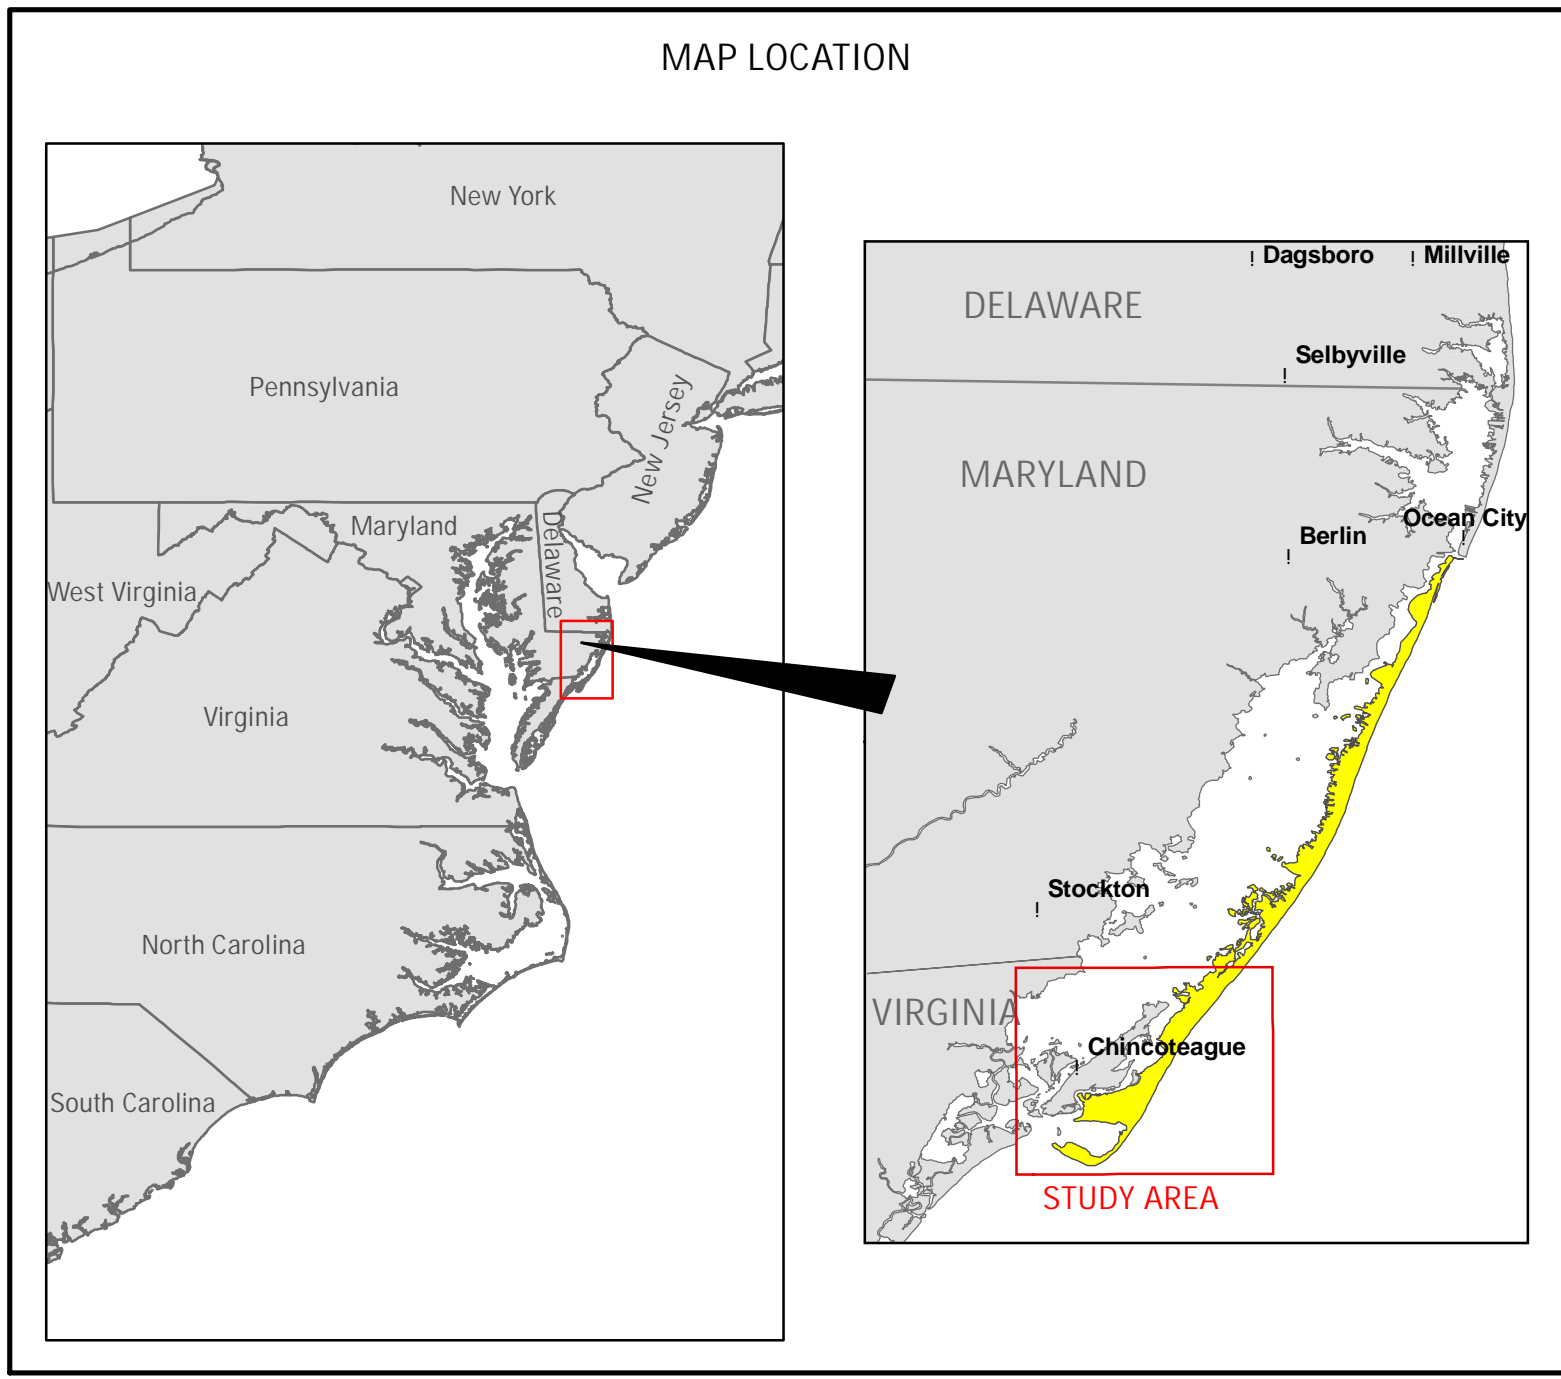 MAP LOCATION
New York
Pennsylvania
New Jersey
Maryland
Delaware
West Virginia
Virginia
North Carolina
South Carolina
! Dagsboro
! Millville
DELAWARE
Selbyville
!
MARYLAND
Ocean City
!
Berlin
!
Stockton
!
VIRGINIA
Chincoteague
!
STUDY AREA